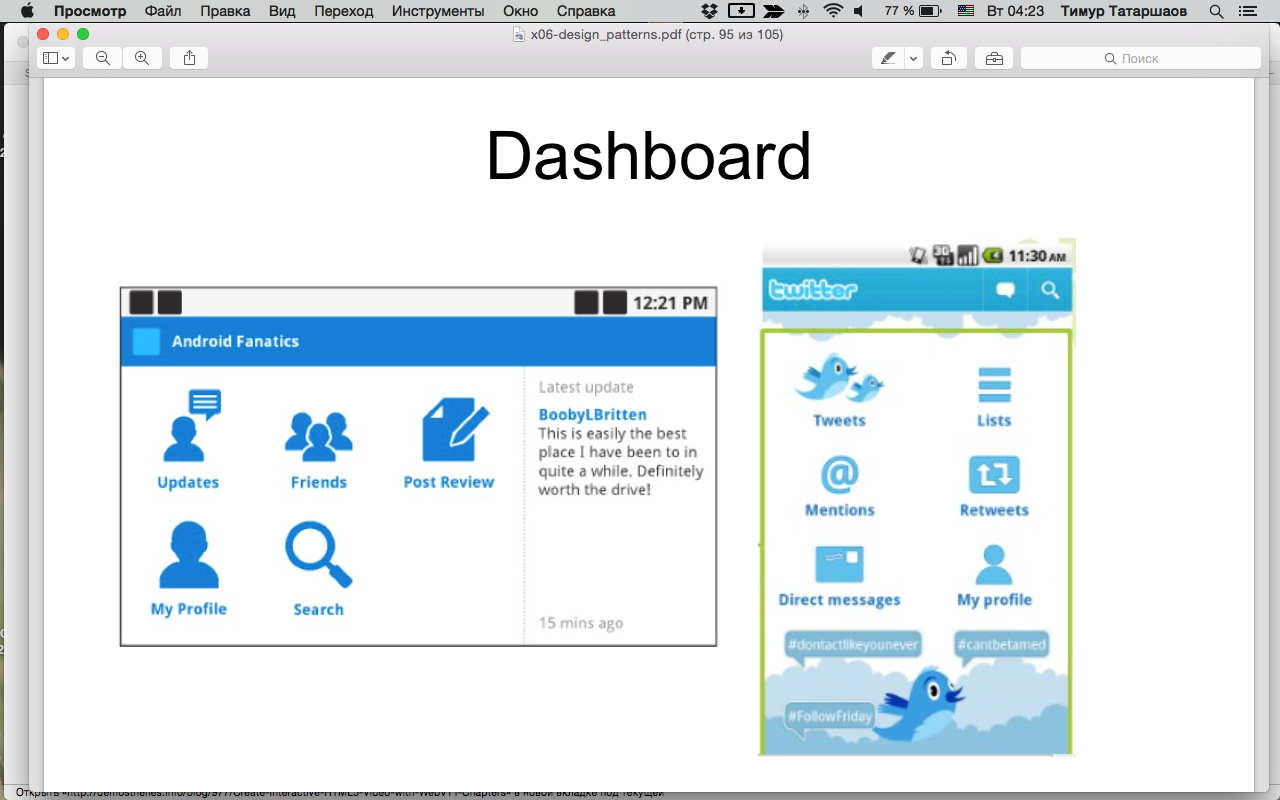 Просмотр Файл Правка Вид Переход Инструменты Окно Справка 77 % Вт 04:23 Тимур Татаршаов
x06-design_patterns.pdf (стр. 95 из 105)
Поиск
Dashboard
12:21 PM
Android Fanatics
Updates Friends Post Review
My Profile Search
Latest update
BoobyLBritten
This is easily the best
place I have been to in
quite a while. Definitely
worth the drive!
15 mins ago
11:30 AM
twitter
Tweets Lists
Mentions Retweets
Direct messages My profile
#dontactlikeyounever #cantbetamed
#FollowFriday
Открыть «http://demosthenes.info/blog/977/Create-Interactive-HTML5-Video-with-WebVTT-Chapters» в новой вкладке под текущей